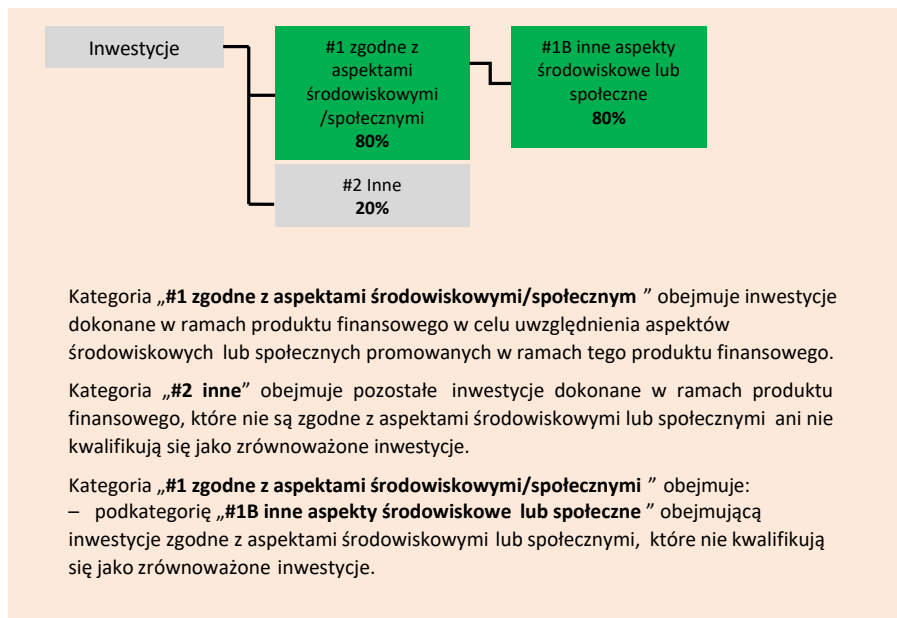 Inwestycje
#1 zgodne z
aspektami
środowiskowymi
/społecznymi
80%
#1B inne aspekty
środowiskowe lub
społeczne
80%
#2 Inne
20%
Kategoria „#1 zgodne z aspektami środowiskowymi/społecznym ” obejmuje inwestycje
dokonane w ramach produktu finansowego w celu uwzględnienia aspektów
środowiskowych lub społecznych promowanych w ramach tego produktu finansowego.
Kategoria „#2 inne” obejmuje pozostałe inwestycje dokonane w ramach produktu
finansowego, które nie są zgodne z aspektami środowiskowymi lub społecznymi ani nie
kwalifikują się jako zrównoważone inwestycje.
Kategoria „#1 zgodne z aspektami środowiskowymi/społecznymi ” obejmuje:
– podkategorię „#1B inne aspekty środowiskowe lub społeczne ” obejmującą
inwestycje zgodne z aspektami środowiskowymi lub społecznymi, które nie kwalifikują
się jako zrównoważone inwestycje.